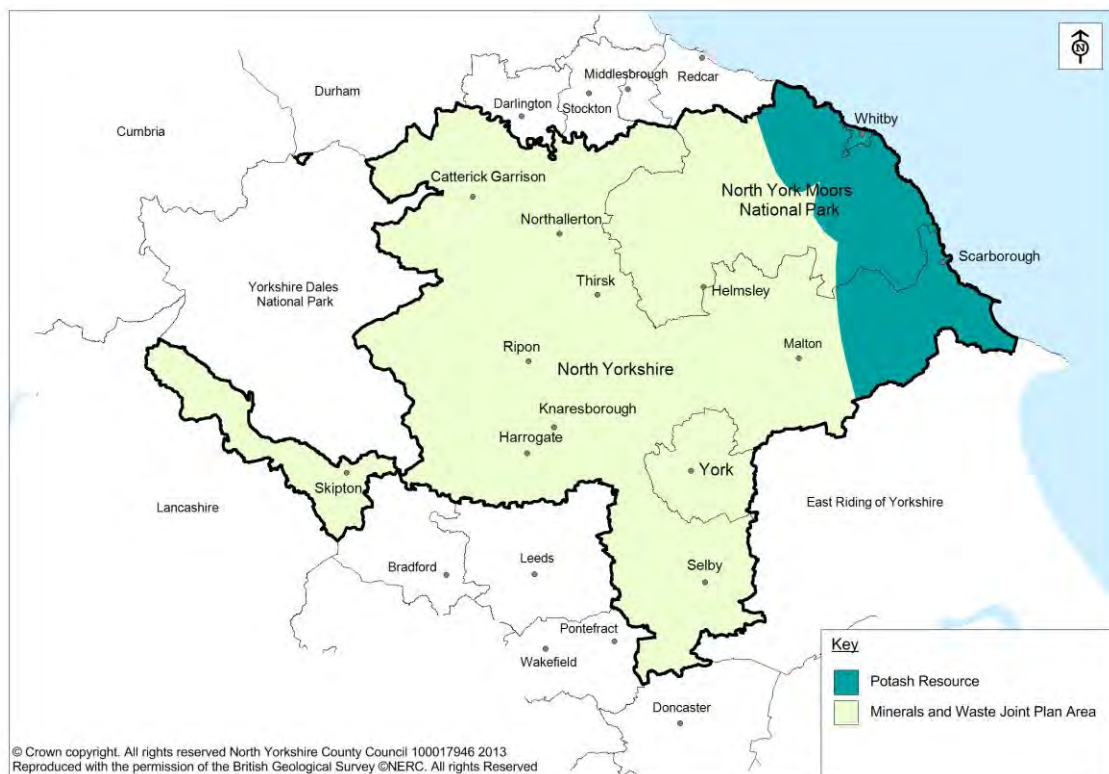 N
Redcar
Middlesbrough
Durham
Darlington
Stockton
Cumbria
Whitby
Catterick Garrison
North York Moors
National Park
Northallerton
Scarborough
Thirsk
Helmsley
Yorkshire Dales
National Park
Ripon
North Yorkshire
Malton
Knaresborough
Harrogate
York
Skipton
Lancashire
East Riding of Yorkshire
Bradford
Leeds
Selby
Pontefract
Wakefield
Doncaster
Key
Potash Resource
Minerals and Waste Joint Plan Area
© Crown copyright. All rights reserved North Yorkshire County Council 100017946 2013
Reproduced with the permission of the British Geological Survey ©NERC. All rights Reserved